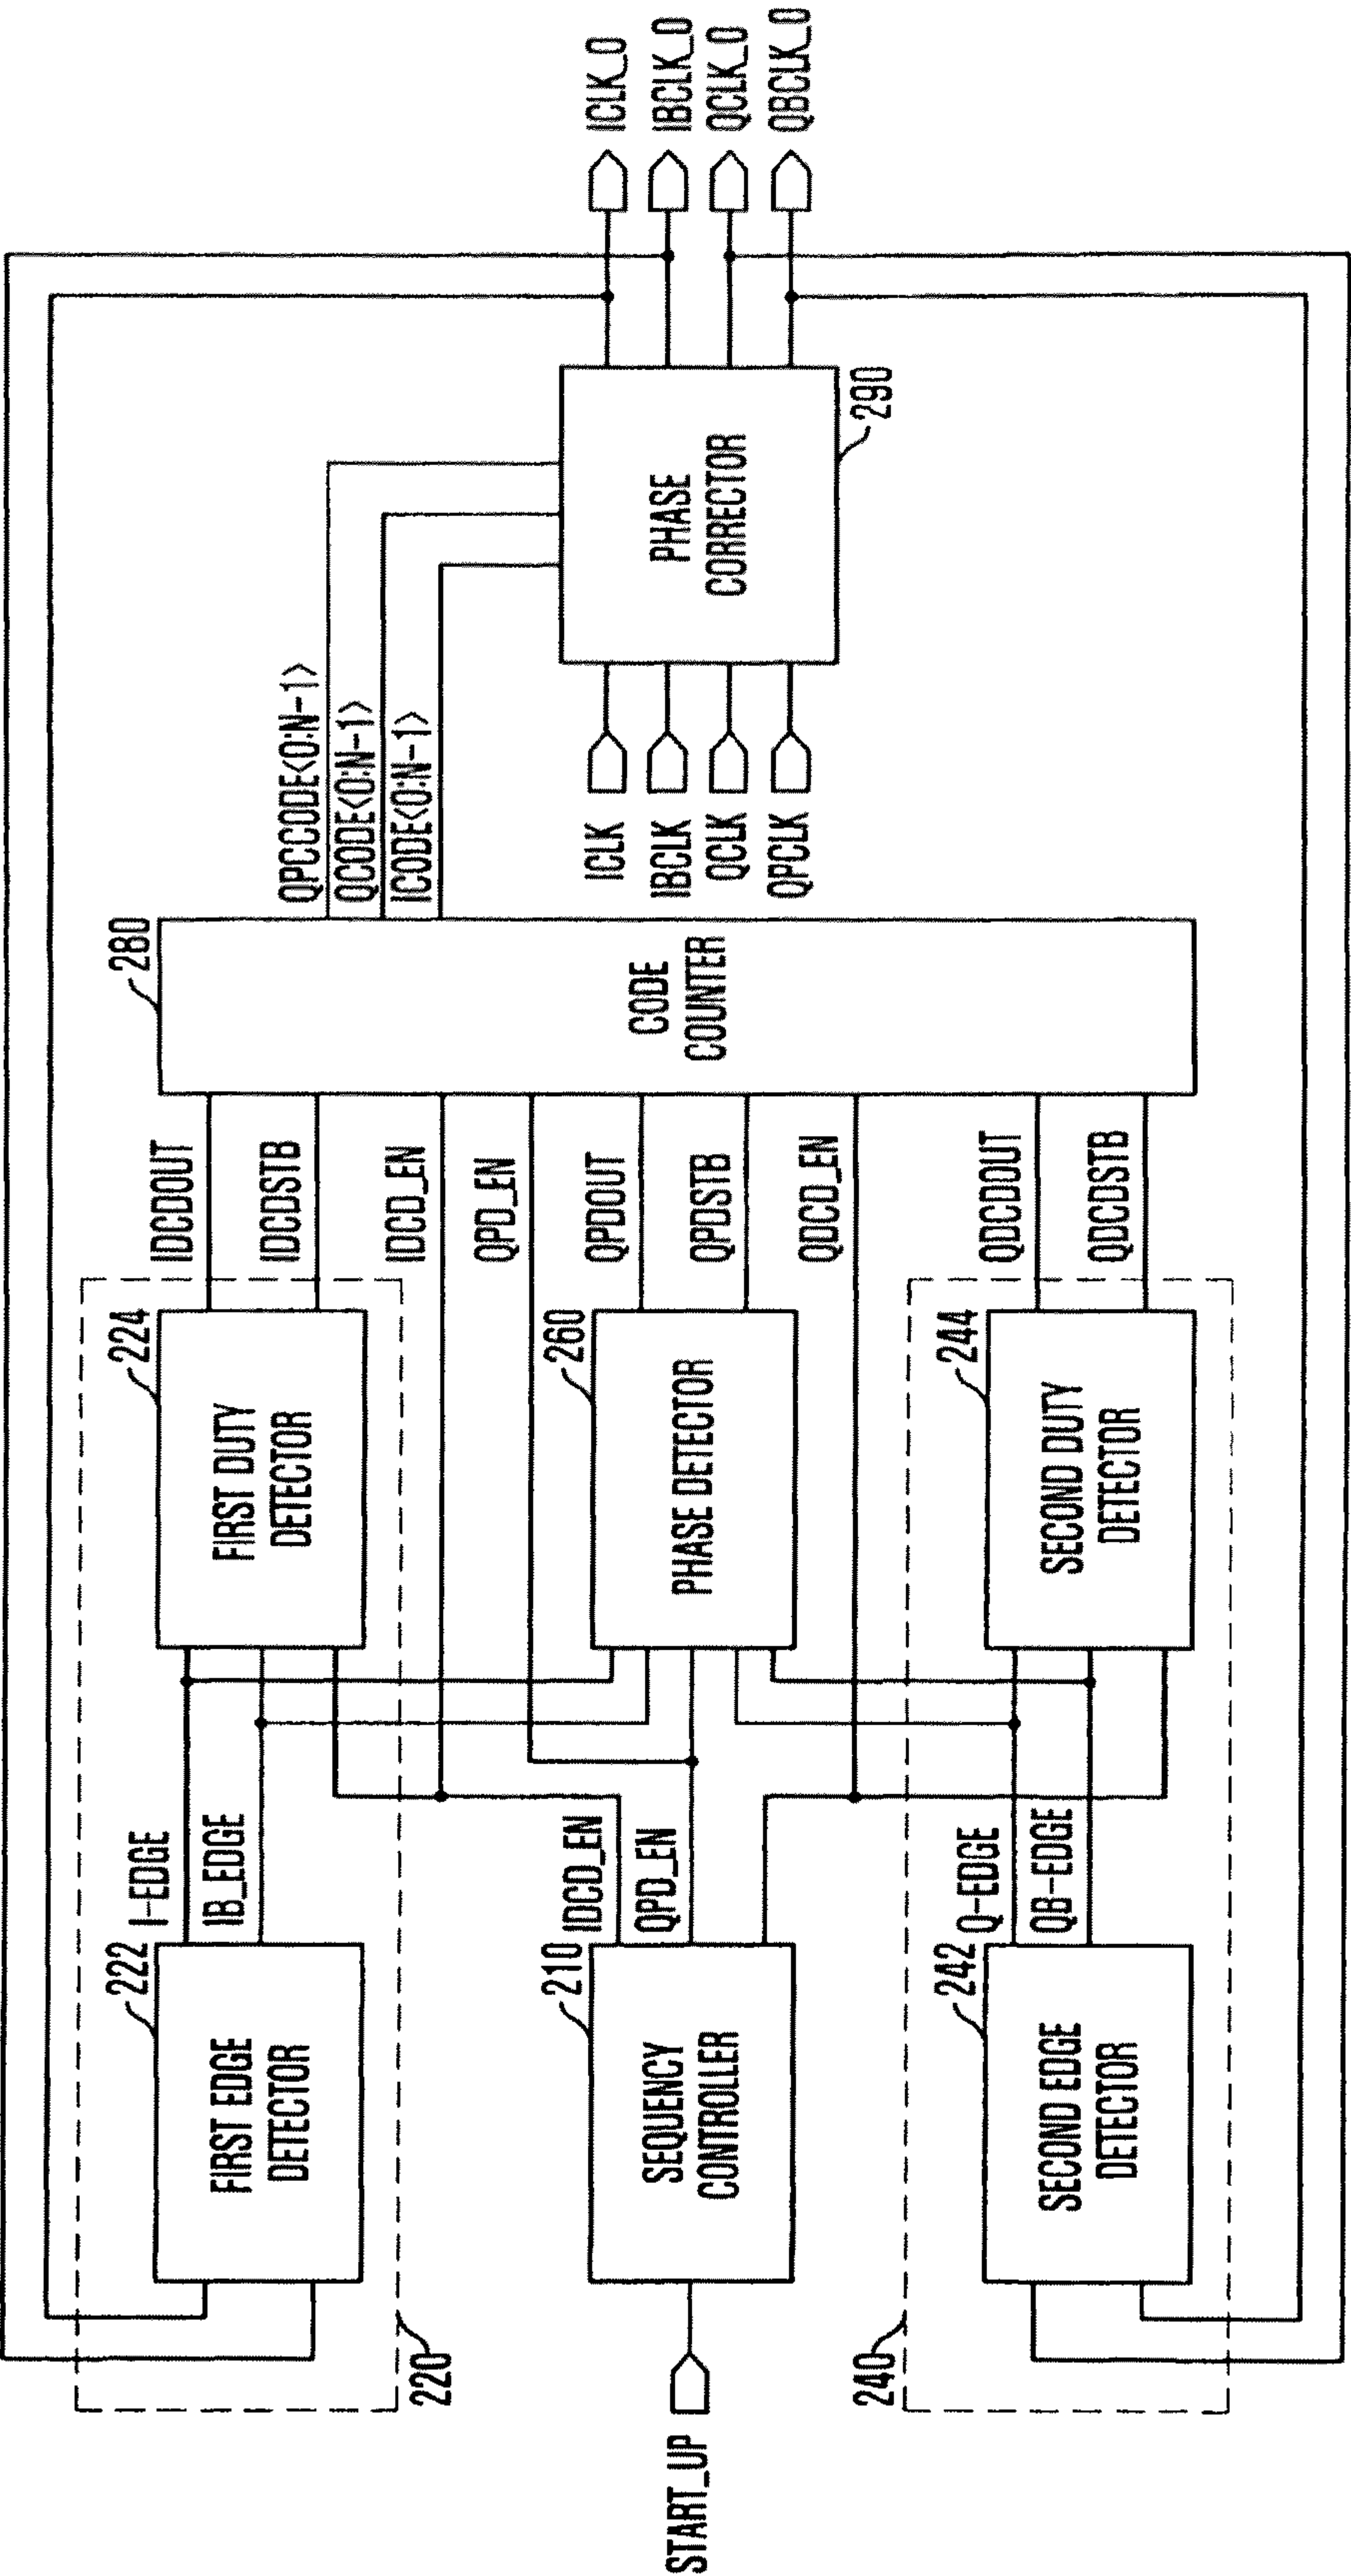 START_UP
220
222
FIRST EDGE
DETECTOR
I-EDGE
IB_EDGE
224
FIRST DUTY
DETECTOR
IDCDOUT
IDCDSTB
IDCD_EN
QPD_EN
210
SEQUENCY
CONTROLLER
IDCD_EN
QPD_EN
260
PHASE DETECTOR
QPDOUT
QPDSTB
QDCD_EN
240
242
SECOND EDGE
DETECTOR
Q-EDGE
QB-EDGE
244
SECOND DUTY
DETECTOR
QDCDOUT
QDCDSTB
280
CODE
COUNTER
QPCCODE<0:N-1>
QCODE<0:N-1>
ICODE<0:N-1>
ICLK
IBCLK
QCLK
QPCLK
PHASE
CORRECTOR
290
ICLK_O
IBCLK_O
QCLK_O
QBCLK_O